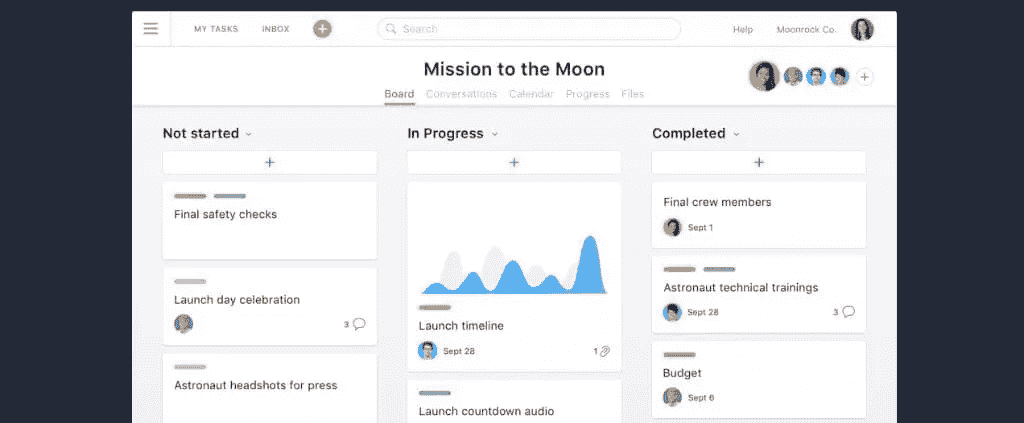 MY TASKS INBOX Search Help Moonrock Co.
Mission to the Moon
Board Conversations Calendar Progress Files
Not started
Final safety checks
Launch day celebration
3
Astronaut headshots for press
In Progress
Launch timeline
Sept 28 1
Launch countdown audio
Completed
Final crew members
Sept 1
Astronaut technical trainings
Sept 28 3
Budget
Sept 6